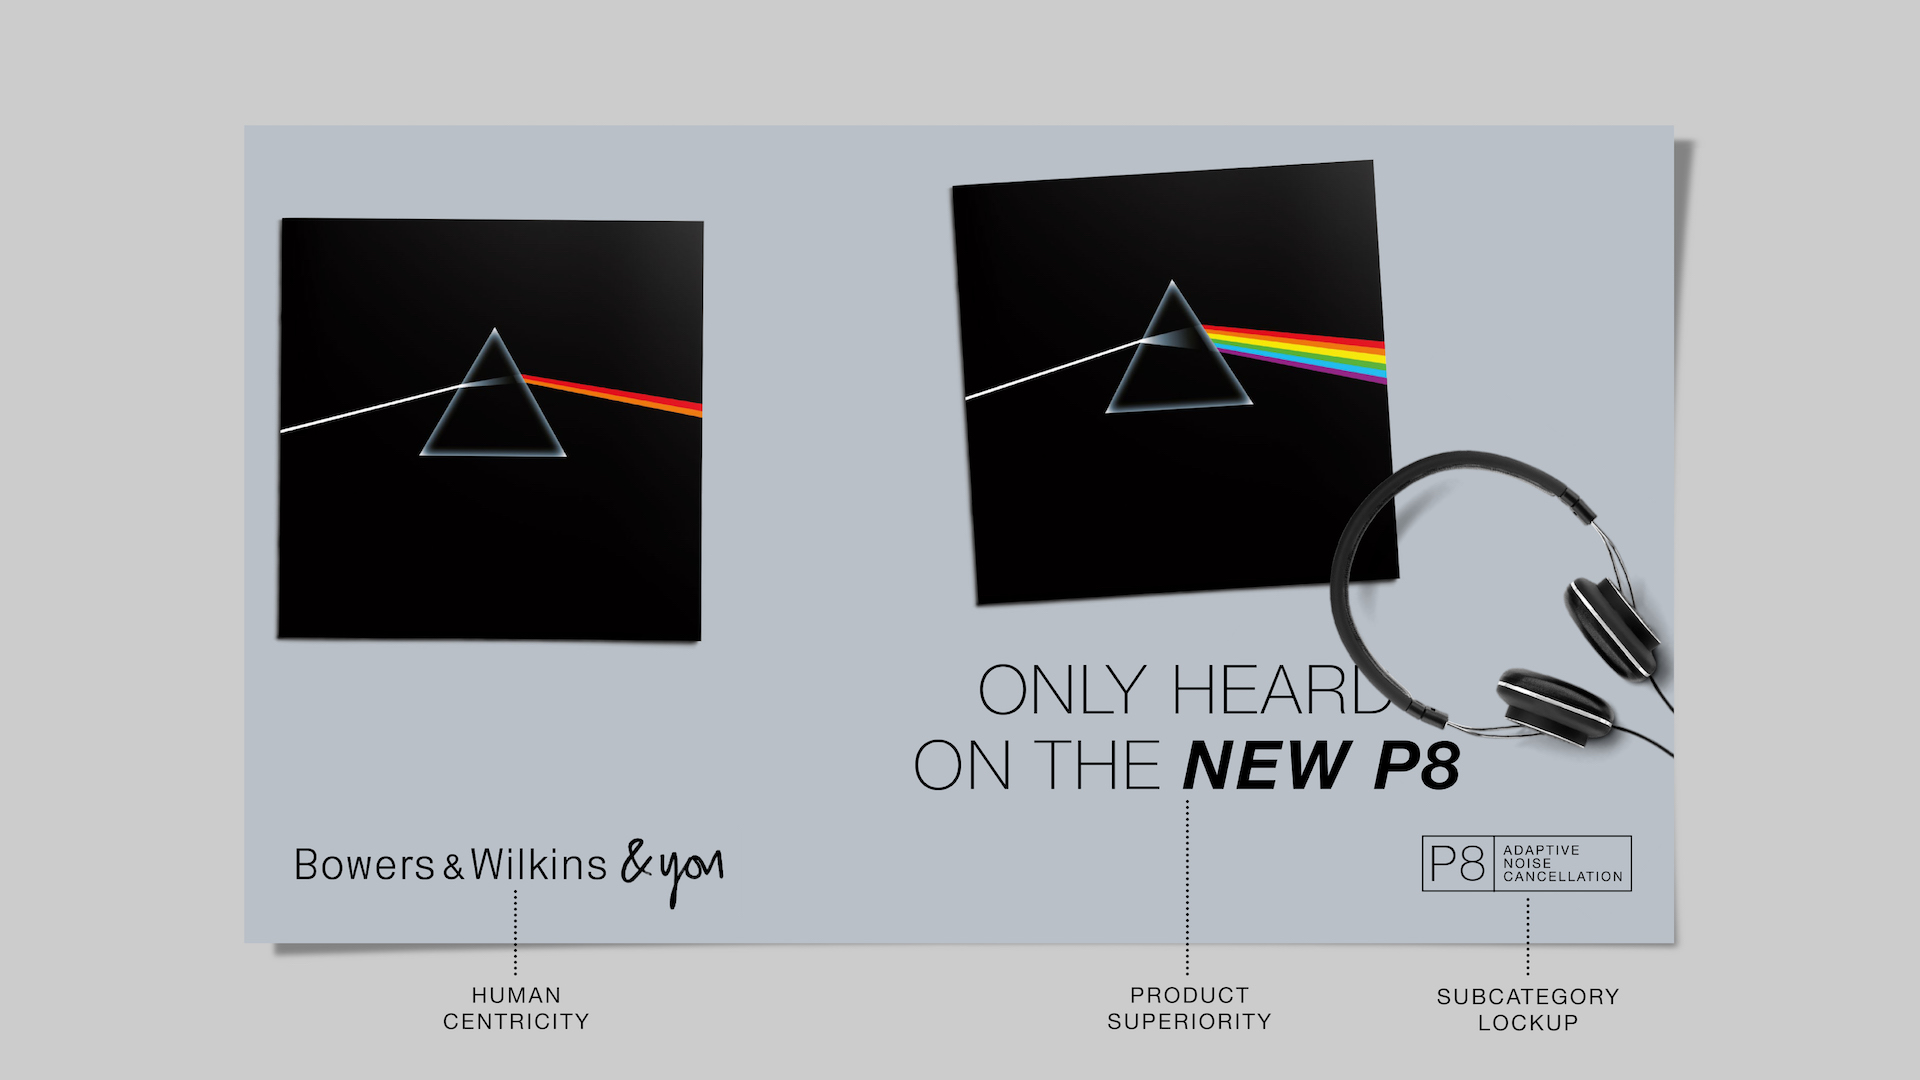 ONLY HEARD
ON THE NEW P8
Bowers & Wilkins & you
P8
ADAPTIVE
NOISE
CANCELLATION
HUMAN
CENTRICITY
PRODUCT
SUPERIORITY
SUBCATEGORY
LOCKUP